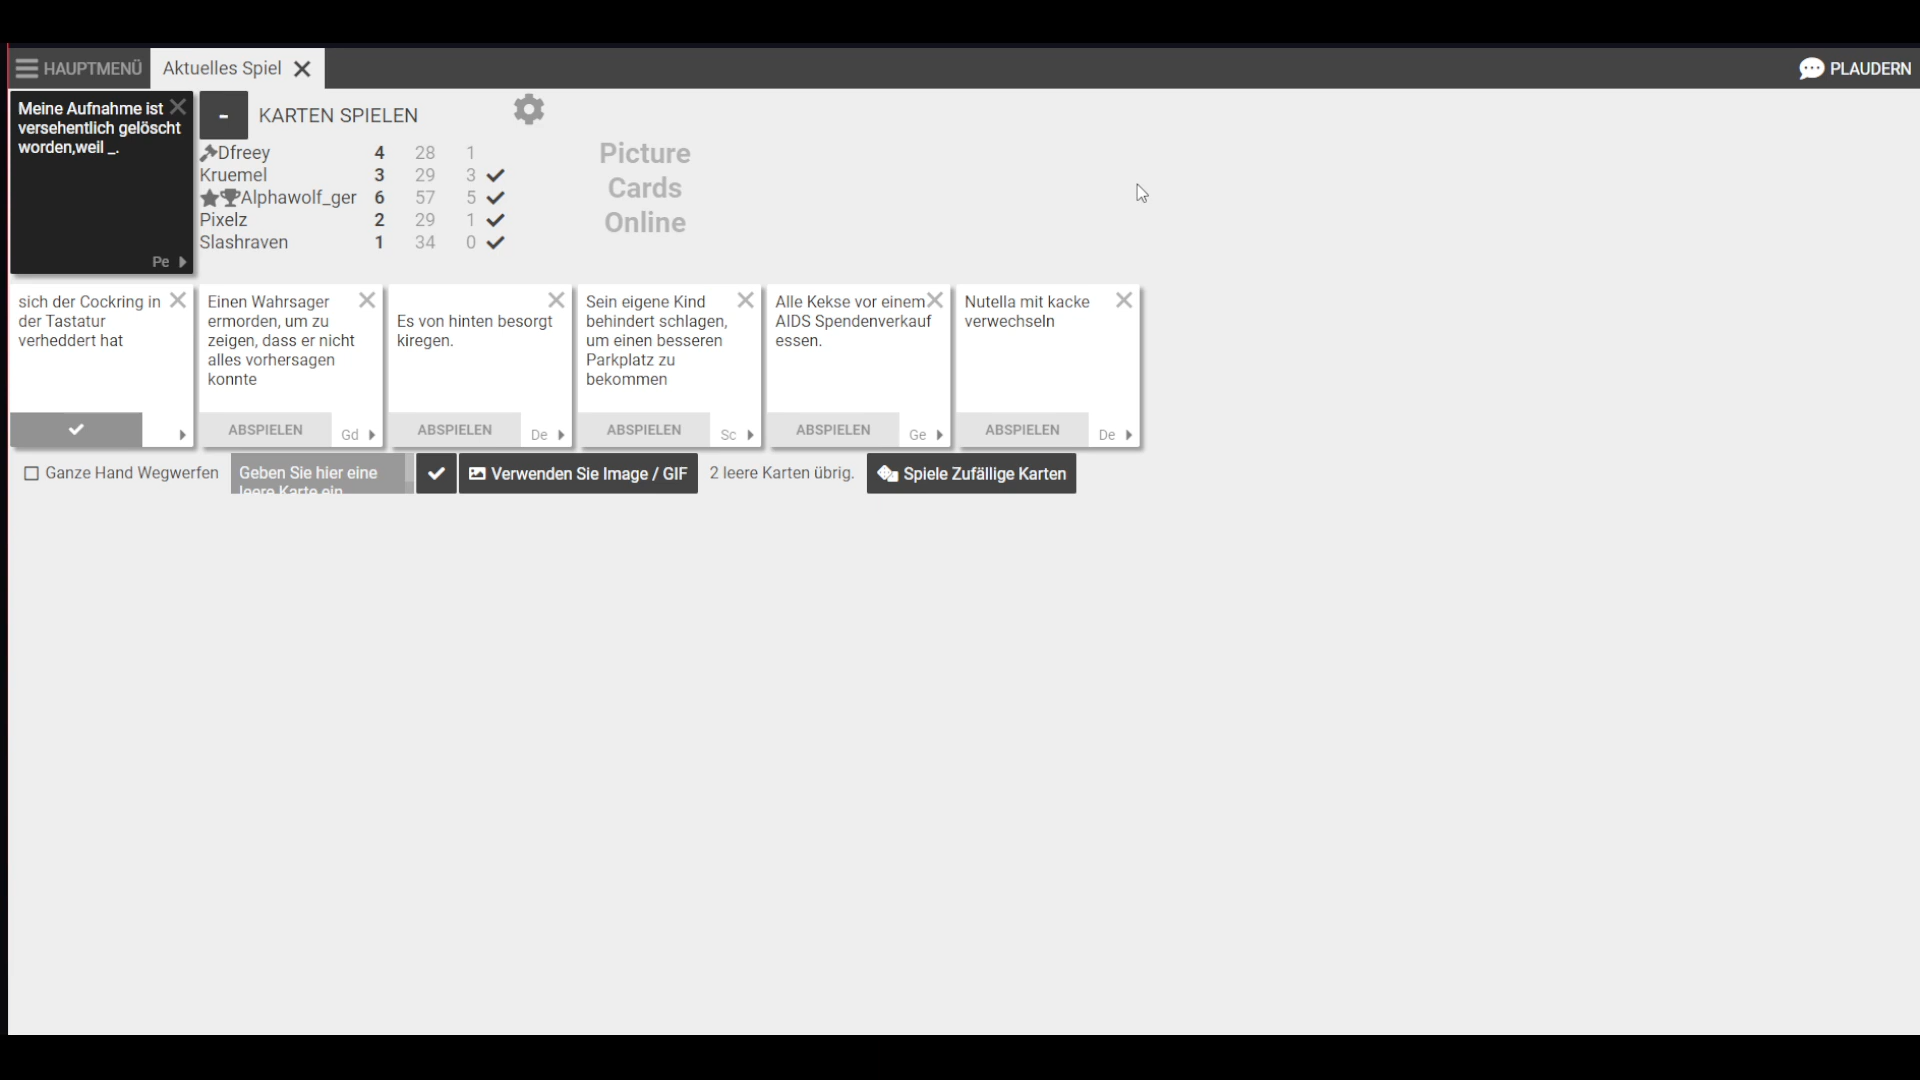 HAUPTMENÜ
Aktuelles Spiel
PLAUDERN
Meine Aufnahme ist
versehentlich gelöscht
worden,weil _.
Pe
-
KARTEN SPIELEN
Dfreey 4 28 1
Kruemel 3 29 3
Alphawolf_ger 6 57 5
Pixelz 2 29 1
Slashraven 1 34 0
Picture
Cards
Online
sich der Cockring in
der Tastatur
verheddert hat
Einen Wahrsager
ermorden, um zu
zeigen, dass er nicht
alles vorhersagen
konnte
ABSPIELEN
Gd
Es von hinten besorgt
kiregen.
ABSPIELEN
De
Sein eigene Kind
behindert schlagen,
um einen besseren
Parkplatz zu
bekommen
ABSPIELEN
Sc
Alle Kekse vor einem
AIDS Spendenverkauf
essen.
ABSPIELEN
Ge
Nutella mit kacke
verwechseln
ABSPIELEN
De
Ganze Hand Wegwerfen
Geben Sie hier eine
leere Karte ein
Verwenden Sie Image / GIF
2 leere Karten übrig.
Spiele Zufällige Karten